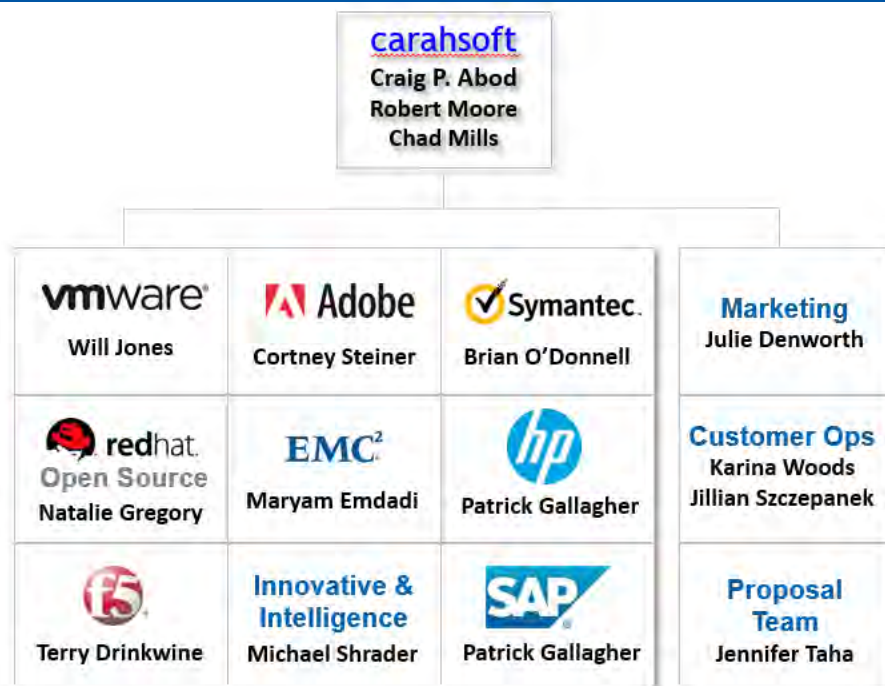 carahsoft
Craig P. Abod
Robert Moore
Chad Mills
vmware®
Will Jones
Adobe
Cortney Steiner
Symantec.
Brian O'Donnell
Marketing
Julie Denworth
redhat.
Open Source
Natalie Gregory
EMC²
Maryam Emdadi
hp
Patrick Gallagher
Customer Ops
Karina Woods
Jillian Szczepanek
f5
Terry Drinkwine
Innovative &
Intelligence
Michael Shrader
SAP®
Patrick Gallagher
Proposal
Team
Jennifer Taha